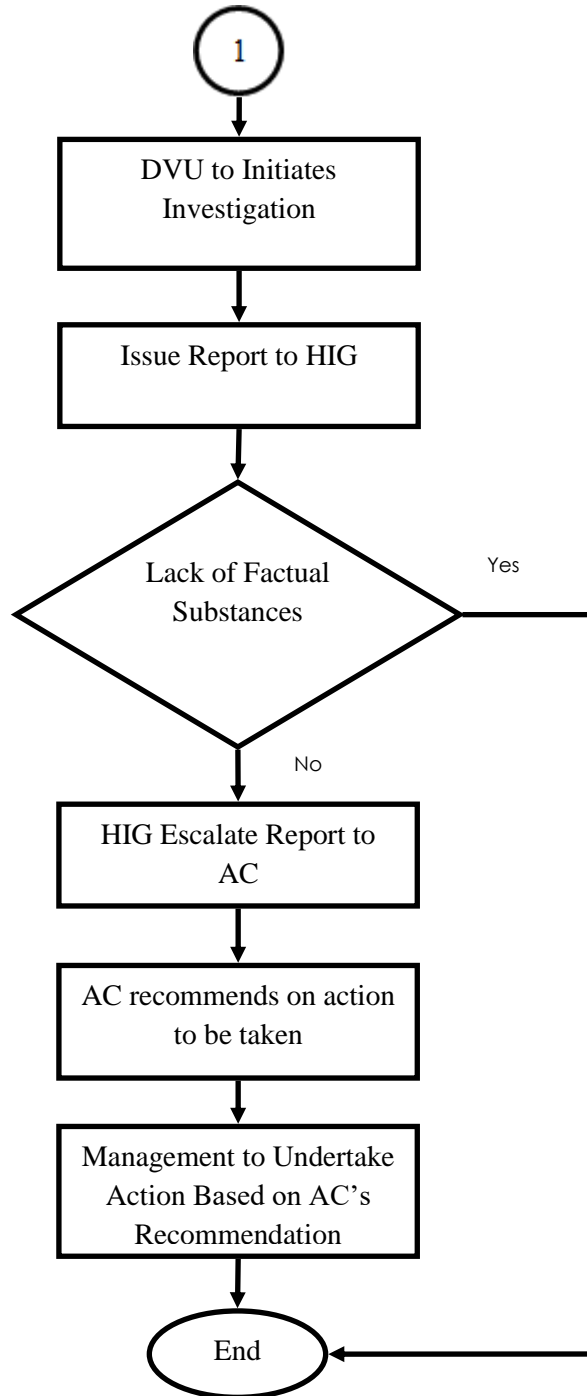 1
DVU to Initiates
Investigation
Issue Report to HIG
Lack of Factual
Substances
Yes
No
HIG Escalate Report to
AC
AC recommends on action
to be taken
Management to Undertake
Action Based on AC’s
Recommendation
End